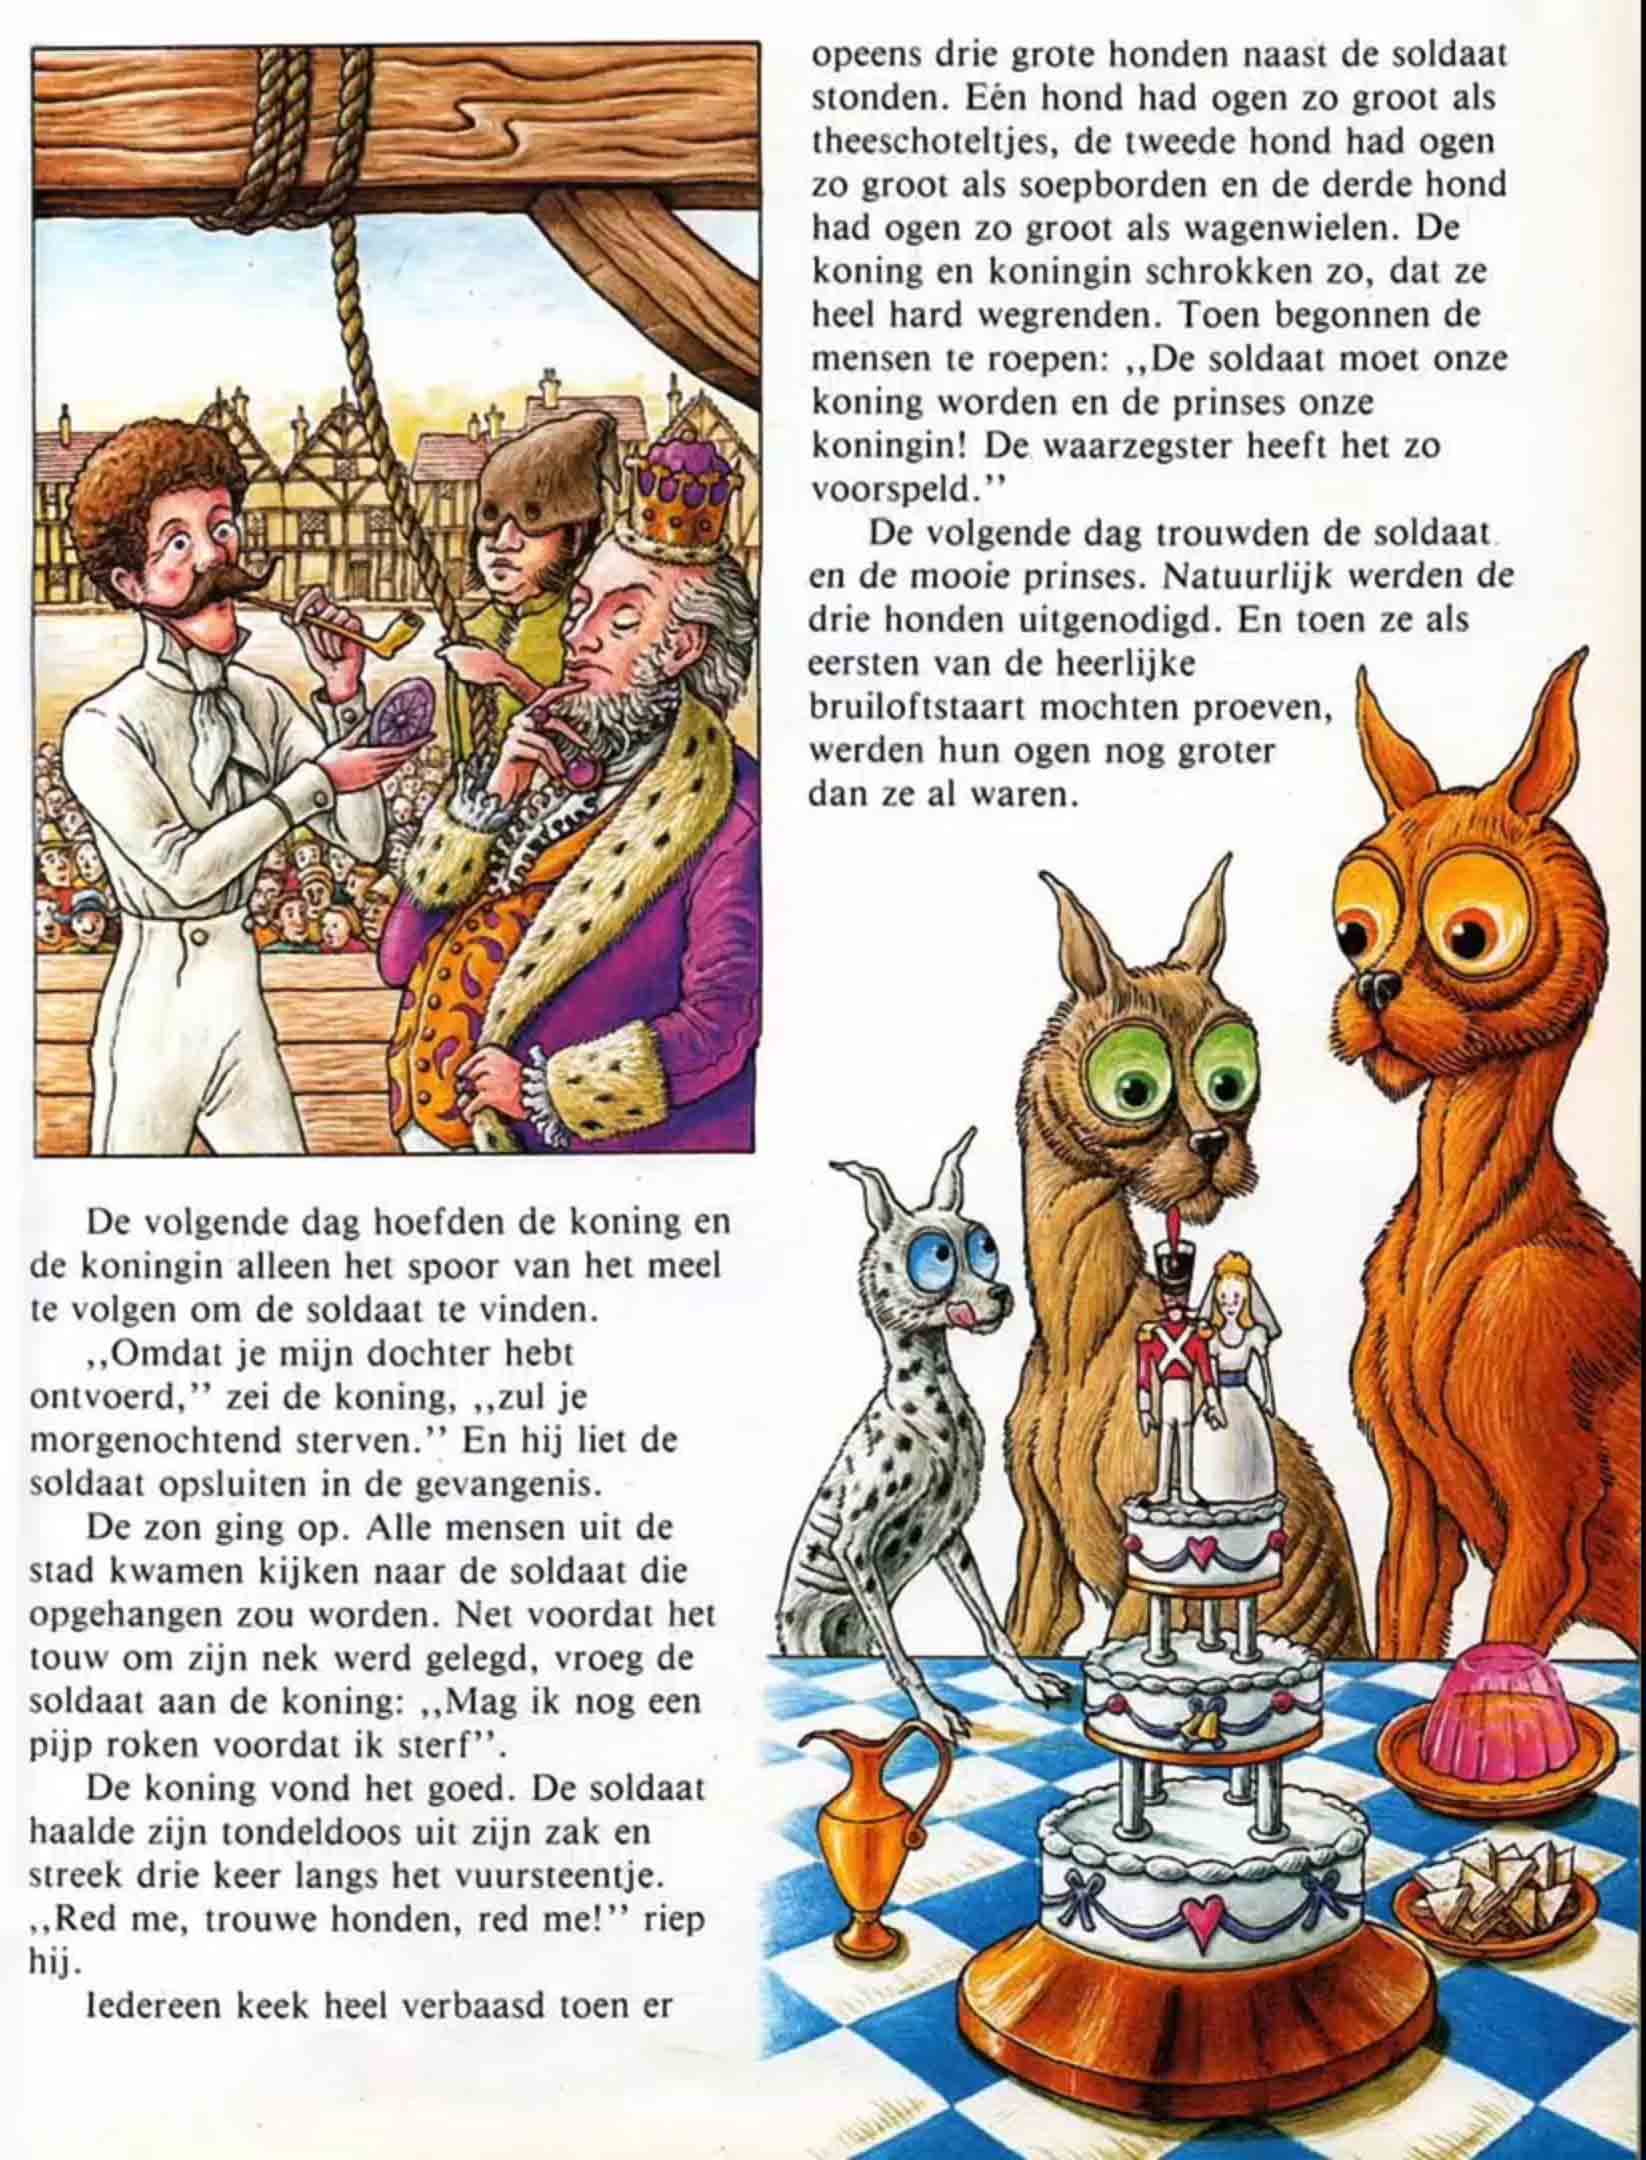 De volgende dag hoefden de koning en
de koningin alleen het spoor van het meel
te volgen om de soldaat te vinden.
,,Omdat je mijn dochter hebt
ontvoerd,’’ zei de koning, ,,zul je
morgenochtend sterven.’’ En hij liet de
soldaat opsluiten in de gevangenis.
De zon ging op. Alle mensen uit de
stad kwamen kijken naar de soldaat die
opgehangen zou worden. Net voordat het
touw om zijn nek werd gelegd, vroeg de
soldaat aan de koning: ,,Mag ik nog een
pijp roken voordat ik sterf’’.
De koning vond het goed. De soldaat
haalde zijn tondeldoos uit zijn zak en
streek drie keer langs het vuursteentje.
,,Red me, trouwe honden, red me!’’ riep
hij.
Iedereen keek heel verbaasd toen er
opeens drie grote honden naast de soldaat
stonden. Eén hond had ogen zo groot als
theeschoteltjes, de tweede hond had ogen
zo groot als soepborden en de derde hond
had ogen zo groot als wagenwielen. De
koning en koningin schrokken zo, dat ze
heel hard wegrenden. Toen begonnen de
mensen te roepen: ,,De soldaat moet onze
koning worden en de prinses onze
koningin! De waarzegster heeft het zo
voorspeld.’’
De volgende dag trouwden de soldaat
en de mooie prinses. Natuurlijk werden de
drie honden uitgenodigd. En toen ze als
eersten van de heerlijke
bruiloftstaart mochten proeven,
werden hun ogen nog groter
dan ze al waren.